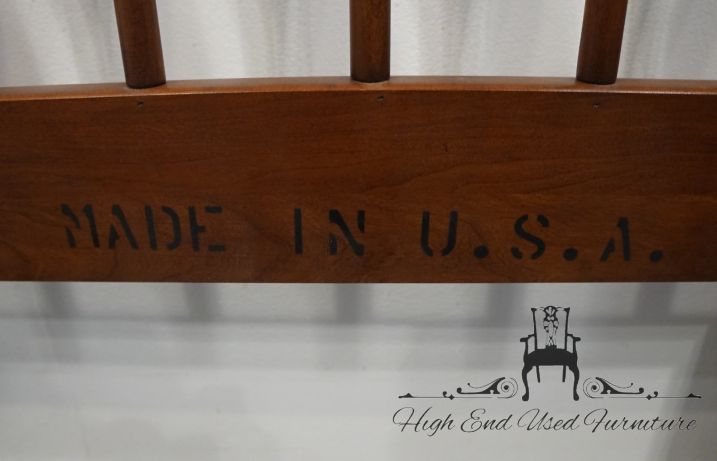 MADE IN U.S.A.
High End Used Furniture